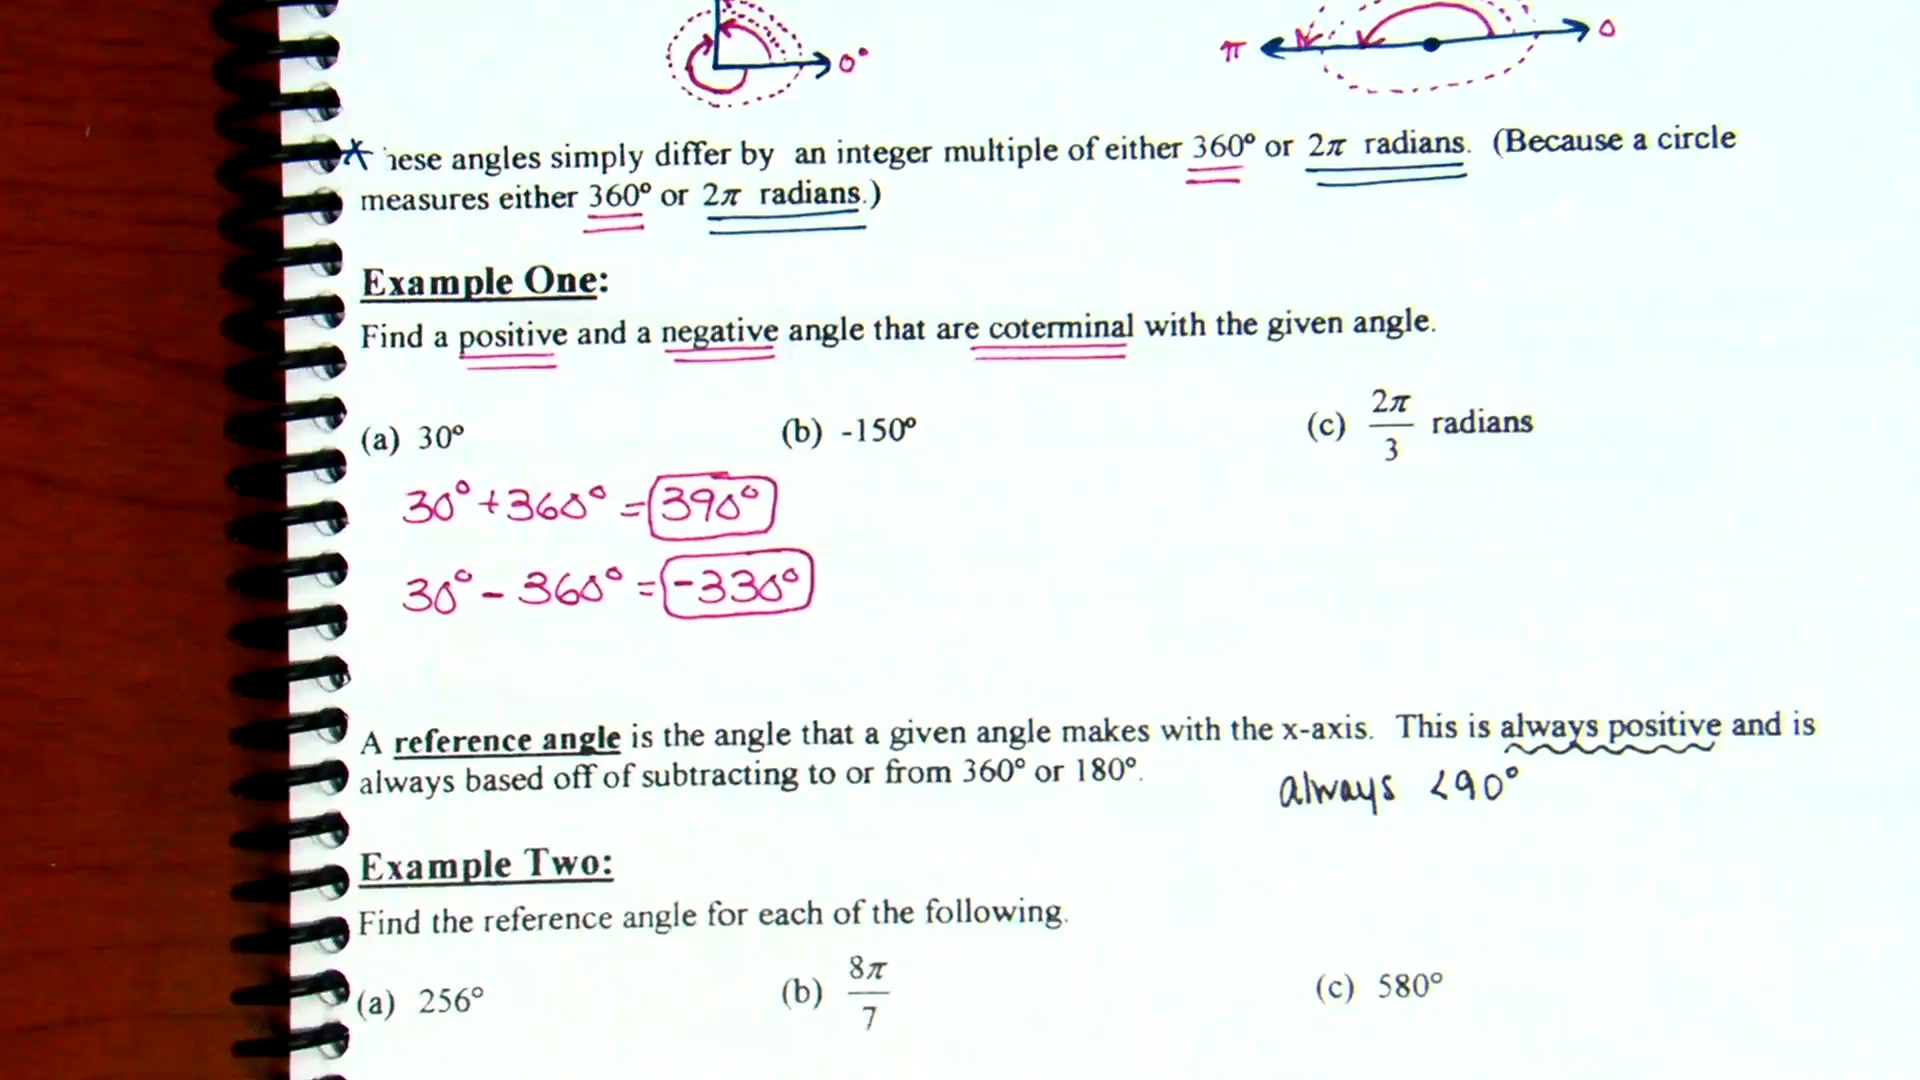 0°
π 0
hese angles simply differ by an integer multiple of either 360° or 2π radians. (Because a circle
measures either 360° or 2π radians.)
Example One:
Find a positive and a negative angle that are coterminal with the given angle.
(a) 30° (b) -150° (c) 2π/3 radians
30° + 360° = 390°
30° - 360° = -330°
A reference angle is the angle that a given angle makes with the x-axis. This is always positive and is
always based off of subtracting to or from 360° or 180°.
always <90°
Example Two:
Find the reference angle for each of the following.
(a) 256° (b) 8π/7 (c) 580°